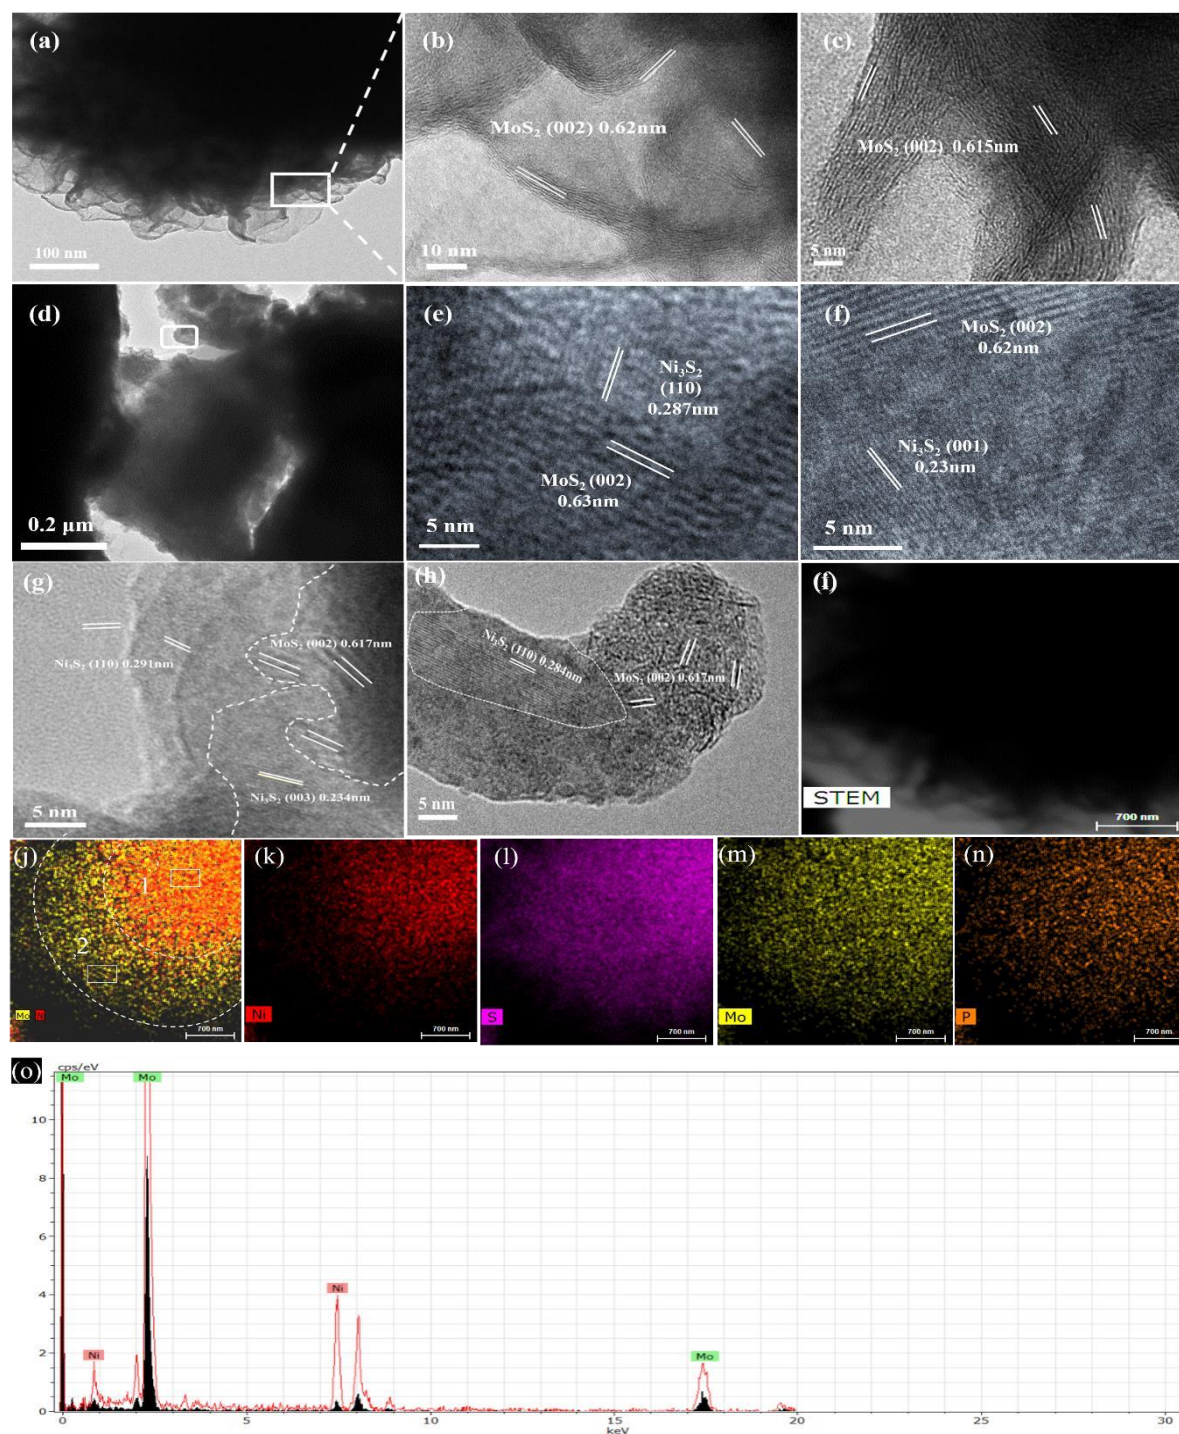 (a)
100 nm
(b)
MoS₂ (002) 0.62nm
10 nm
(c)
MoS₂ (002) 0.615nm
5 nm
(d)
0.2 μm
(e)
Ni₃S₂
(110)
0.287nm
MoS₂ (002)
0.63nm
5 nm
(f)
MoS₂ (002)
0.62nm
Ni₃S₂ (001)
0.23nm
5 nm
(g)
MoS₂ (002) 0.617nm
Ni₃S₂ (110) 0.291nm
Ni₃S₂ (003) 0.234nm
5 nm
(h)
Ni₃S₂ (110) 0.284nm
MoS₂ (002) 0.617nm
5 nm
(f)
STEM
700 nm
(j)
1
2
Mo Ni
700 nm
(k)
Ni
700 nm
(l)
S
700 nm
(m)
Mo
700 nm
(n)
P
700 nm
(o)
cps/eV
Mo Mo
10
8
6
4
2
0
Ni
Ni
Mo
0 5 10 15 20 25 30
keV